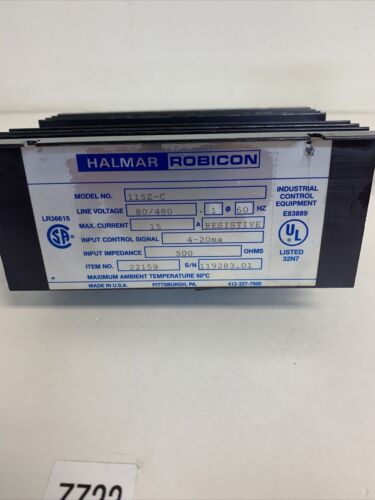 HALMAR ROBICON
MODEL NO. 115Z-C
LINE VOLTAGE 80/480 , 1 ø 60 HZ
MAX. CURRENT 15 A RESISTIVE
INPUT CONTROL SIGNAL 4-20ma
INPUT IMPEDANCE 500 OHMS
ITEM NO. 22159 S/N 119283.01
MAXIMUM AMBIENT TEMPERATURE 50°C
MADE IN U.S.A. PITTSBURGH, PA. 412-327-7000
LR36615
SA
INDUSTRIAL
CONTROL
EQUIPMENT
E83889
UL
LISTED
32N7